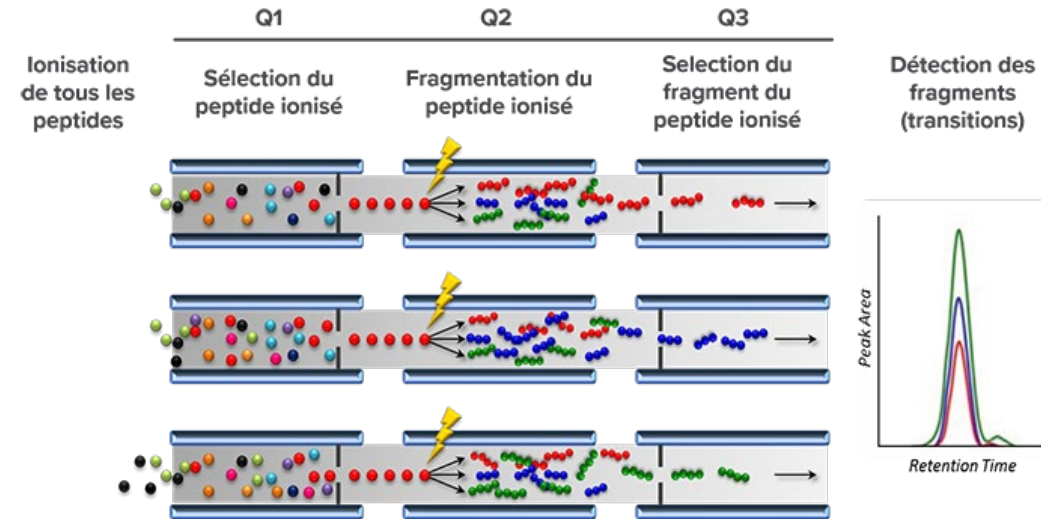 Q1
Q2
Q3
Ionisation
de tous les
peptides
Sélection du
peptide ionisé
Fragmentation du
peptide ionisé
Selection du
fragment du
peptide ionisé
Détection des
fragments
(transitions)
Peak Area
Retention Time